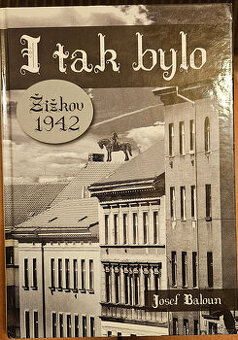 I tak bylo
Žižkov
1942
Josef Baloun